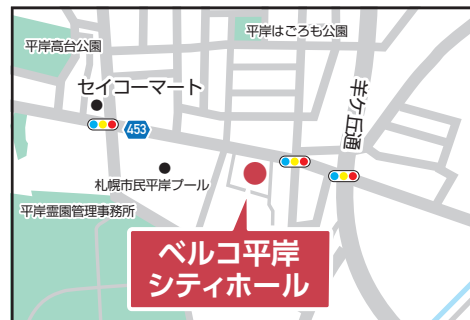 平岸はごろも公園
平岸高台公園
セイコーマート
羊ケ丘通
453
札幌市民平岸プール
平岸霊園管理事務所
ベルコ平岸
シティホール